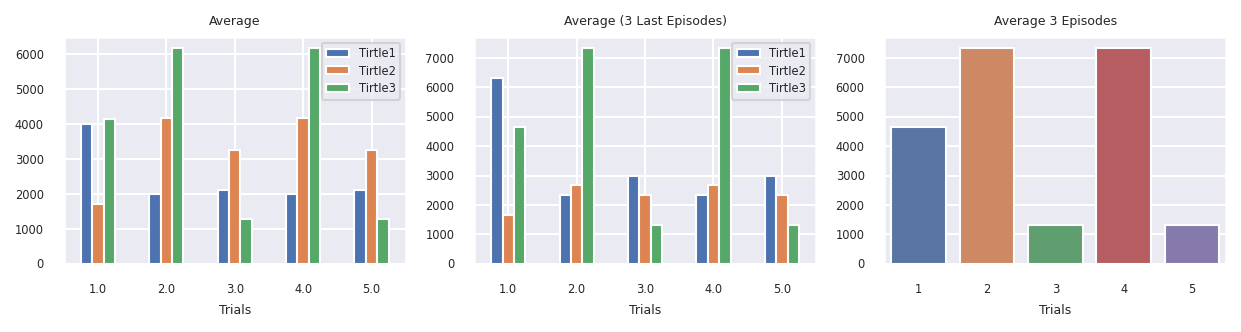 Average
6000
5000
4000
3000
2000
1000
0
Tirtle1
Tirtle2
Tirtle3
1.0 2.0 3.0 4.0 5.0
Trials
Average (3 Last Episodes)
7000
6000
5000
4000
3000
2000
1000
0
Tirtle1
Tirtle2
Tirtle3
1.0 2.0 3.0 4.0 5.0
Trials
Average 3 Episodes
7000
6000
5000
4000
3000
2000
1000
0
1 2 3 4 5
Trials